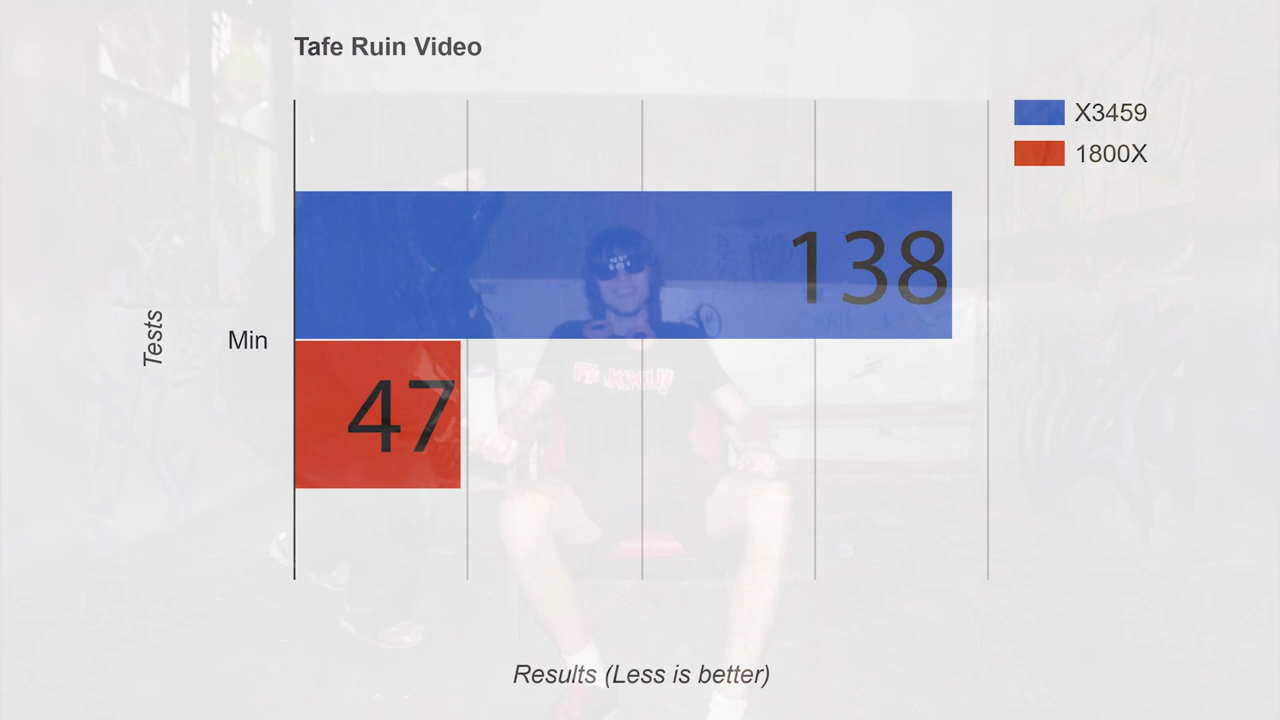 Tafe Ruin Video
X3459
1800X
138
Tests
Min
47
Results (Less is better)